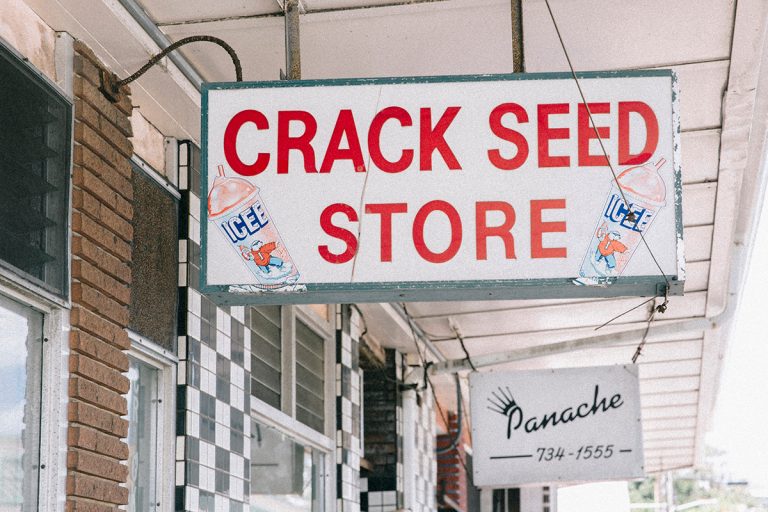 CRACK SEED
STORE
ICEE
ICEE
Panache
734-1555